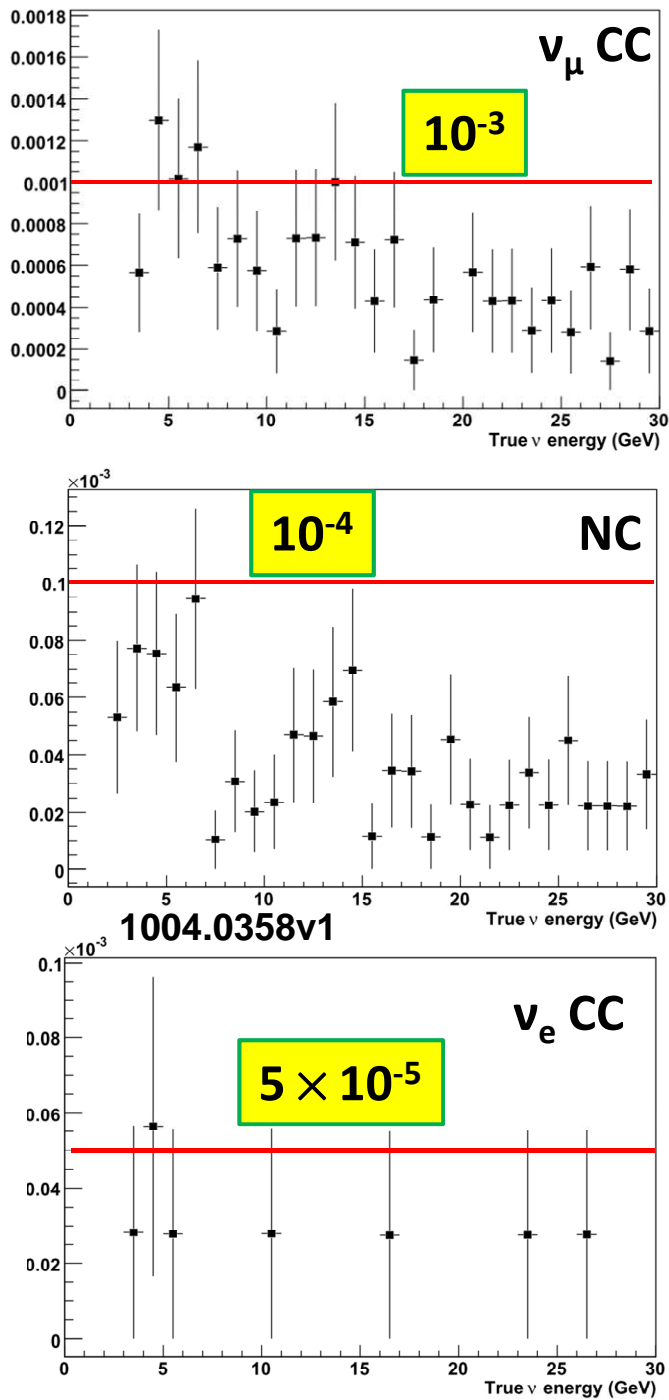 0.0018
ν_μ CC
0.0016
0.0014
10^-3
0.0012
0.001
0.0008
0.0006
0.0004
0.0002
0
0 5 10 15 20 25 30
True ν energy (GeV)
×10^-3
0.12
10^-4
NC
0.1
0.08
0.06
0.04
0.02
0
0 5 10 15 20 25 30
1004.0358v1
True ν energy (GeV)
×10^-3
0.1
ν_e CC
0.08
5 × 10^-5
0.06
0.04
0.02
0
0 5 10 15 20 25 30
True ν energy (GeV)